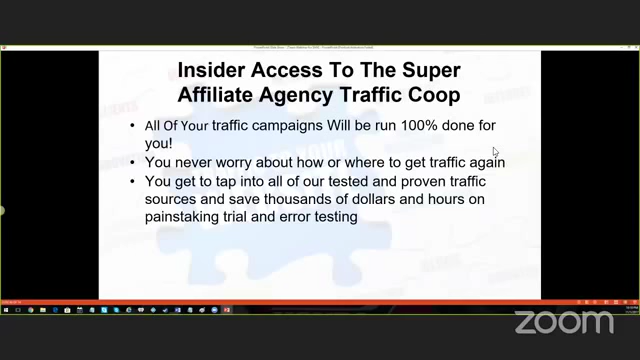 Insider Access To The Super
Affiliate Agency Traffic Coop
• All Of Your traffic campaigns Will be run 100% done for
you!
• You never worry about how or where to get traffic again
• You get to tap into all of our tested and proven traffic
sources and save thousands of dollars and hours on
painstaking trial and error testing
zoom